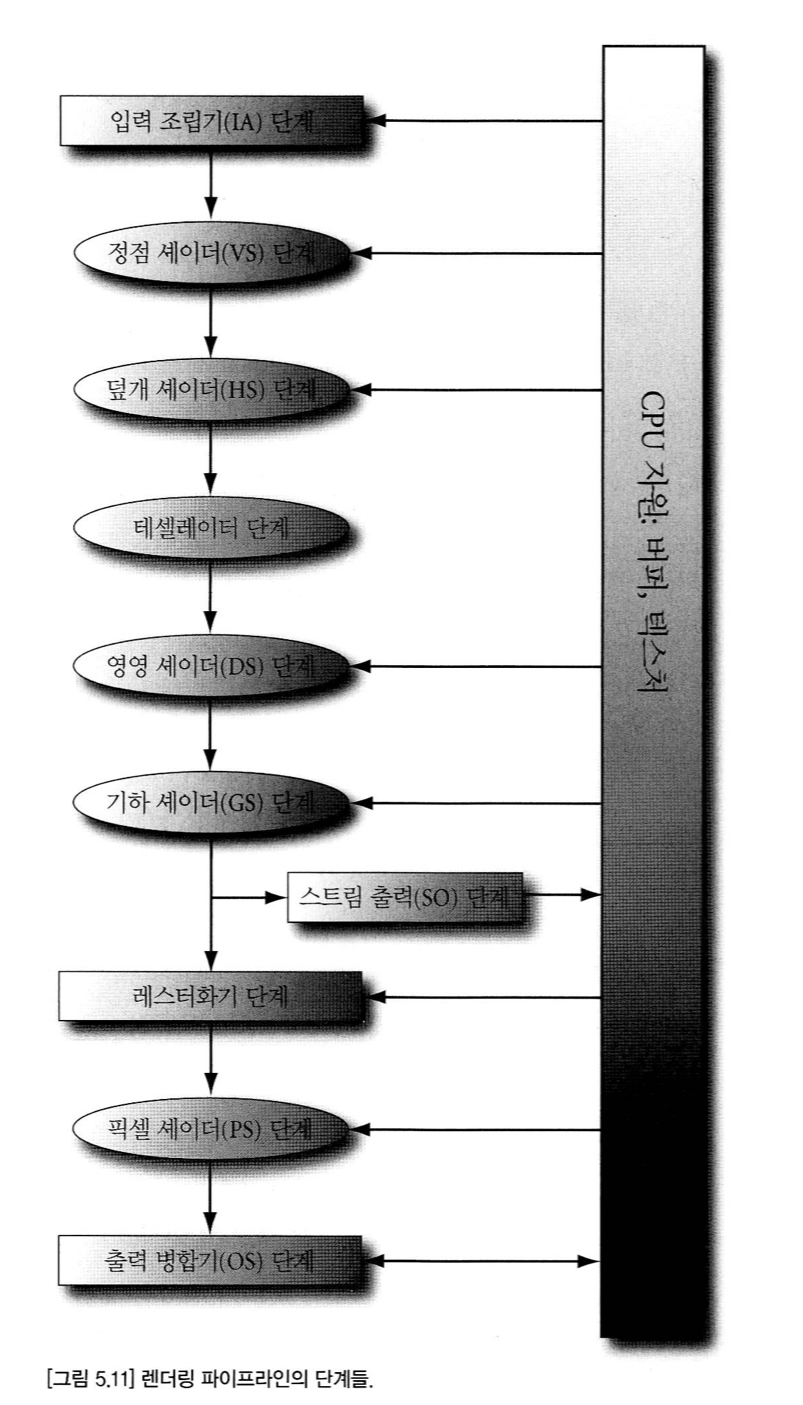 입력 조립기(IA) 단계
정점 셰이더(VS) 단계
덮개 셰이더(HS) 단계
테셀레이터 단계
영영 셰이더(DS) 단계
기하 셰이더(GS) 단계
스트림 출력(SO) 단계
레스터화기 단계
픽셀 셰이더(PS) 단계
출력 병합기(OS) 단계
CPU 자원: 버퍼, 텍스처
[그림 5.11] 렌더링 파이프라인의 단계들.